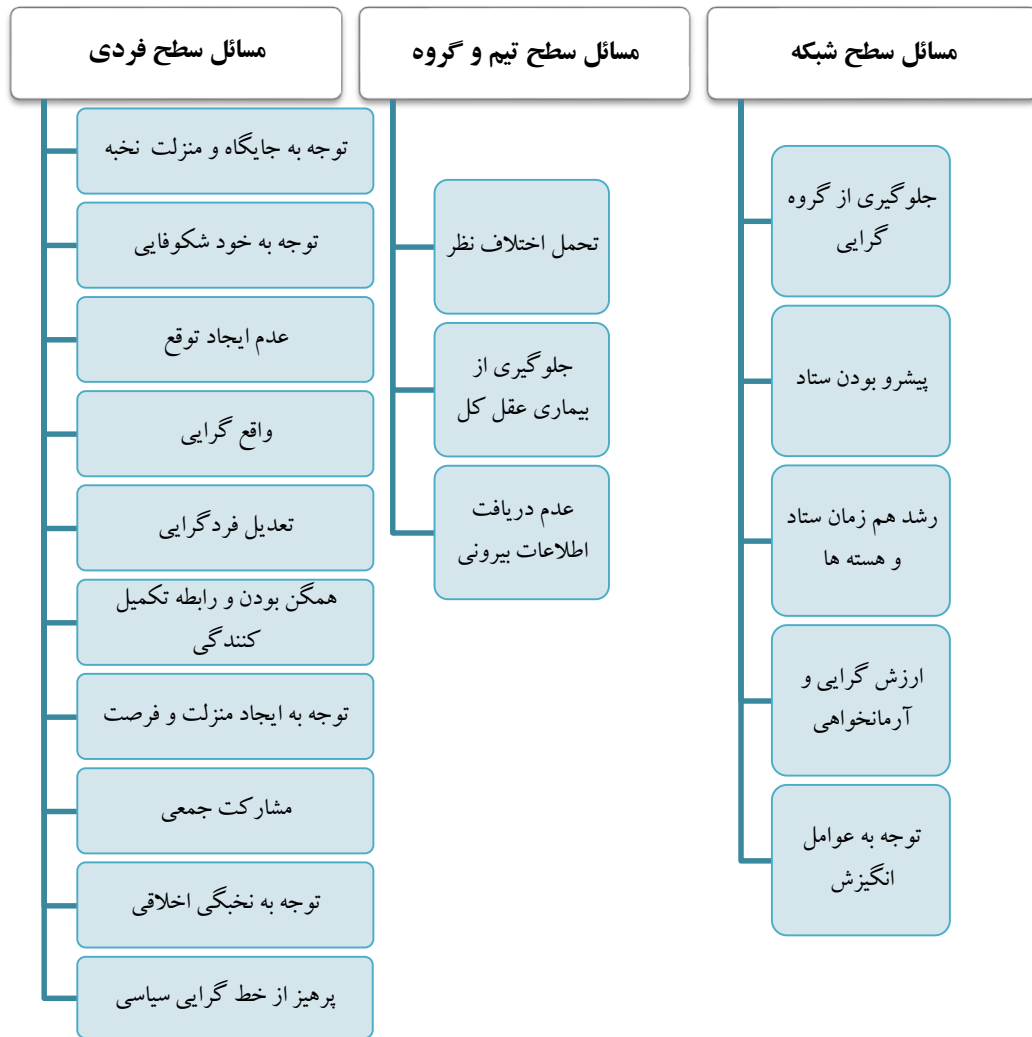 مسائل سطح شبکه
جلوگیری از گروه
گرایی
پیشرو بودن ستاد
رشد هم زمان ستاد
و هسته ها
ارزش گرایی و
آرمانخواهی
توجه به عوامل
انگیزش
مسائل سطح تیم و گروه
تحمل اختلاف نظر
جلوگیری از
بیماری عقل کل
عدم دریافت
اطلاعات بیرونی
مسائل سطح فردی
توجه به جایگاه و منزلت نخبه
توجه به خود شکوفایی
عدم ایجاد توقع
واقع گرایی
تعدیل فردگرایی
همگن بودن و رابطه تکمیل
کنندگی
توجه به ایجاد منزلت و فرصت
مشارکت جمعی
توجه به نخبگی اخلاقی
پرهیز از خط گرایی سیاسی